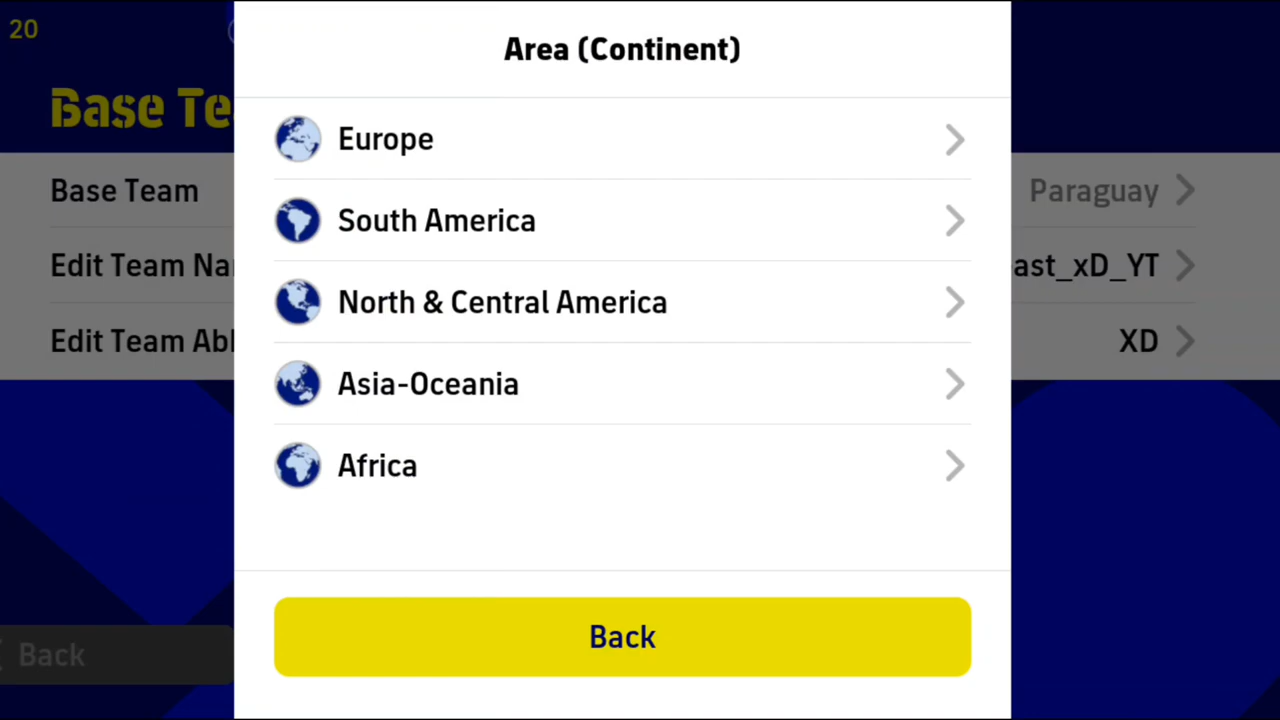 20
Area (Continent)
Base Te
Europe
Base Team
Paraguay
South America
Edit Team Na
ast_xD_YT
North & Central America
Edit Team Ab
XD
Asia-Oceania
Africa
Back
Back